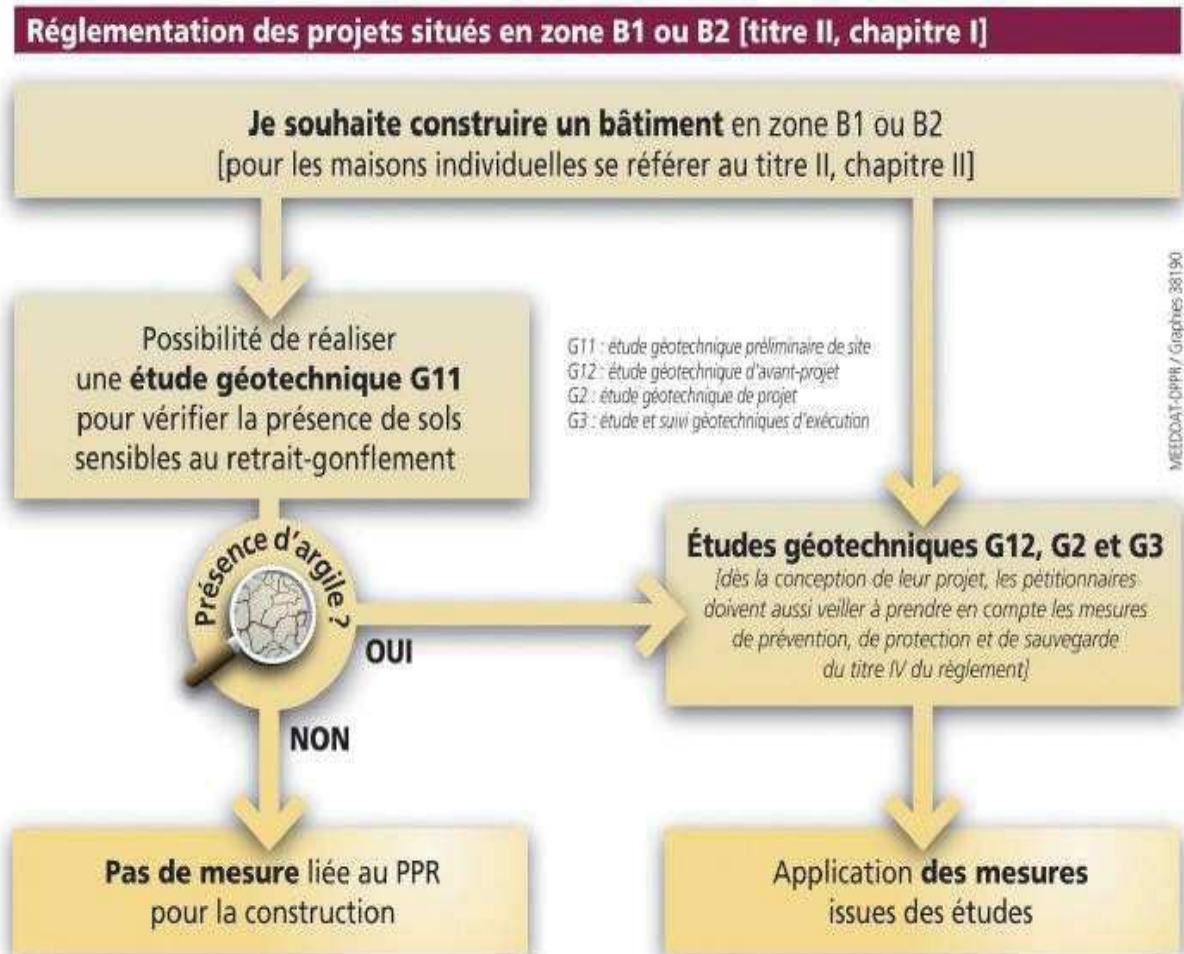 Réglementation des projets situés en zone B1 ou B2 [titre II, chapitre I]
Je souhaite construire un bâtiment en zone B1 ou B2
[pour les maisons individuelles se référer au titre II, chapitre II]
Possibilité de réaliser
une étude géotechnique G11
pour vérifier la présence de sols
sensibles au retrait-gonflement
G11 : étude géotechnique préliminaire de site
G12 : étude géotechnique d'avant-projet
G2 : étude géotechnique de projet
G3 : étude et suivi géotechniques d'exécution
MEEDDAT-DPPR / Graphies 38190
Présence d'argile ?
OUI
NON
Études géotechniques G12, G2 et G3
[dès la conception de leur projet, les pétitionnaires
doivent aussi veiller à prendre en compte les mesures
de prévention, de protection et de sauvegarde
du titre IV du règlement]
Pas de mesure liée au PPR
pour la construction
Application des mesures
issues des études